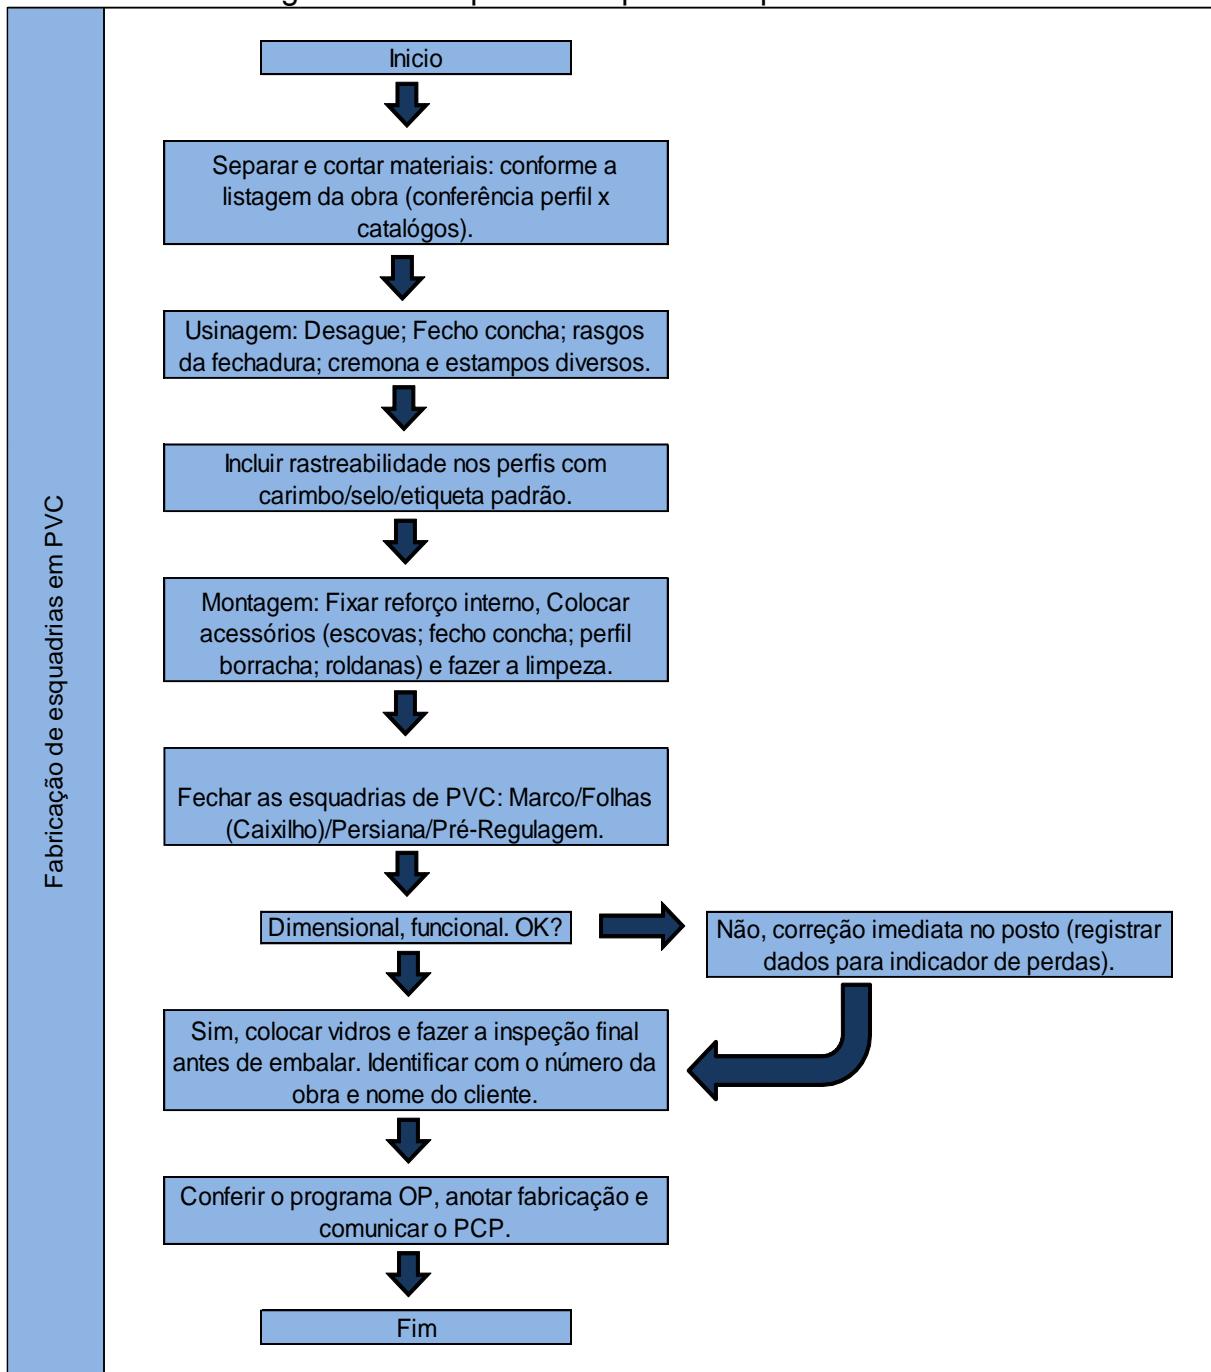 Fabricação de esquadrias em PVC
Inicio
Separar e cortar materiais: conforme a
listagem da obra (conferência perfil x
catalógos).
Usinagem: Desague; Fecho concha; rasgos
da fechadura; cremona e estampos diversos.
Incluir rastreabilidade nos perfis com
carimbo/selo/etiqueta padrão.
Montagem: Fixar reforço interno, Colocar
acessórios (escovas; fecho concha; perfil
borracha; roldanas) e fazer a limpeza.
Fechar as esquadrias de PVC: Marco/Folhas
(Caixilho)/Persiana/Pré-Regulagem.
Dimensional, funcional. OK?
Não, correção imediata no posto (registrar
dados para indicador de perdas).
Sim, colocar vidros e fazer a inspeção final
antes de embalar. Identificar com o número da
obra e nome do cliente.
Conferir o programa OP, anotar fabricação e
comunicar o PCP.
Fim